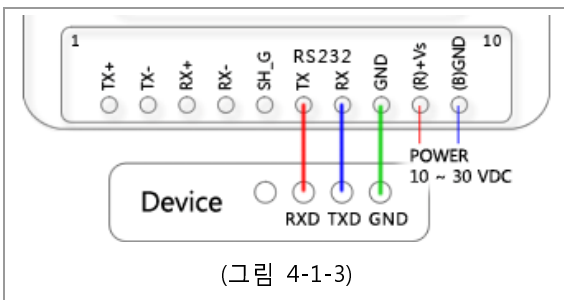 1 10
RS232
TX+ TX- RX+ RX- SH_G TX RX GND (R)+Vs (B)GND
POWER
10 ~ 30 VDC
Device
RXD TXD GND
(그림 4-1-3)